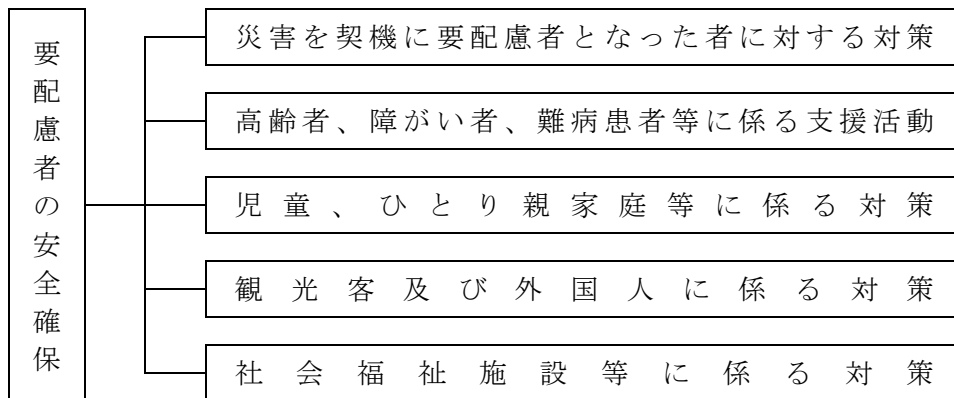 要配慮者の安全確保
災害を契機に要配慮者となった者に対する対策
高齢者、障がい者、難病患者等に係る支援活動
児童、ひとり親家庭等に係る対策
観光客及び外国人に係る対策
社会福祉施設等に係る対策